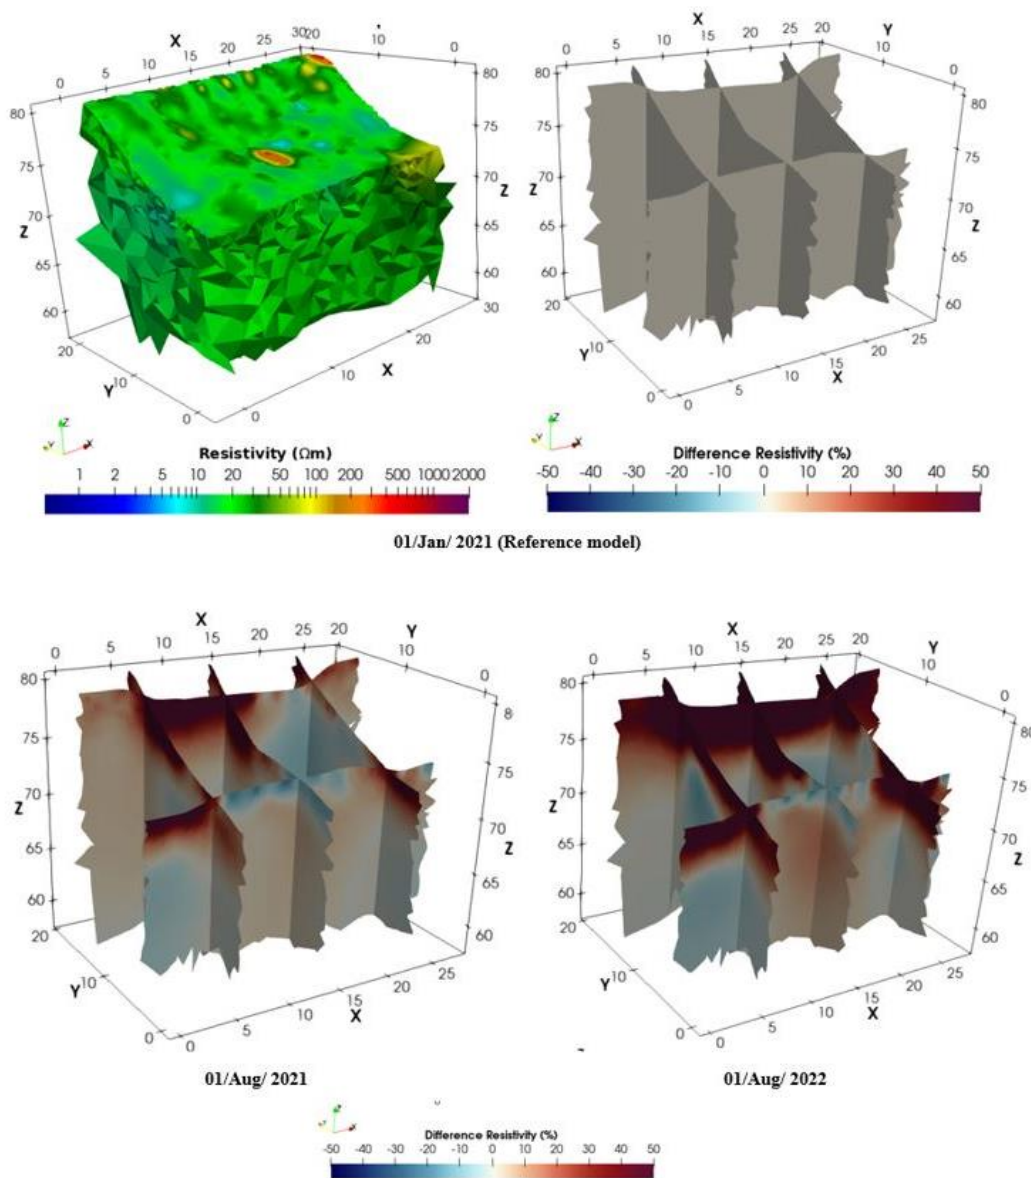 X
0 5 10 15 20 25 30 20 10 0
80 75 70 65 60
Z
80 75 70 65 60 30
Z
20 10 0
Y
0 10 20
X
Z
Y X
Resistivity (Ωm)
1 2 5 10 20 50 100 200 500 1000 2000
X
0 5 10 15 20 25 20 10 0
Y
80 75 70 65 60
Z
80 75 70 65 60
Z
20 10 0
Y
0 5 10 15 20 25
X
Z
Y X
Difference Resistivity (%)
-50 -40 -30 -20 -10 0 10 20 30 40 50
01/Jan/ 2021 (Reference model)
X
0 5 10 15 20 25 20 10 0
Y
80 75 70 65 60
Z
8 75 70 65 60
Z
20 10 0
Y
0 5 10 15 20 25
X
01/Aug/ 2021
X
0 5 10 15 20 25 20 10 0
Y
80 75 70 65 60
Z
80 75 70 65 60
Z
20 10 0
Y
0 5 10 15 20 25
X
01/Aug/ 2022
Difference Resistivity (%)
-50 -40 -30 -20 -10 0 10 20 30 40 50